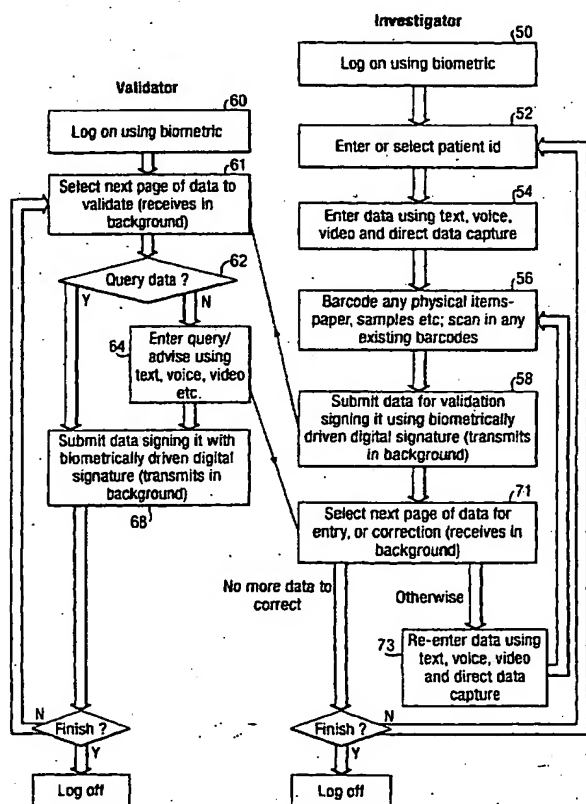 Investigator
50
Log on using biometric
52
Enter or select patient id
54
Enter data using text, voice,
video and direct data capture
56
Barcode any physical items-
paper, samples etc; scan in any
existing barcodes
58
Submit data for validation
signing it using biometrically
driven digital signature (transmits
in background)
71
Select next page of data for
entry, or correction (receives in
background)
No more data to
correct
Otherwise
73
Re-enter data using
text, voice, video
and direct data
capture
Finish ?
N
Y
Log off
Validator
60
Log on using biometric
61
Select next page of data to
validate (receives in
background)
62
Query data ?
Y
N
64
Enter query/
advise using
text, voice, video
etc.
Submit data signing it with
biometrically driven digital
signature (transmits in
background)
68
N
Finish ?
Y
Log off